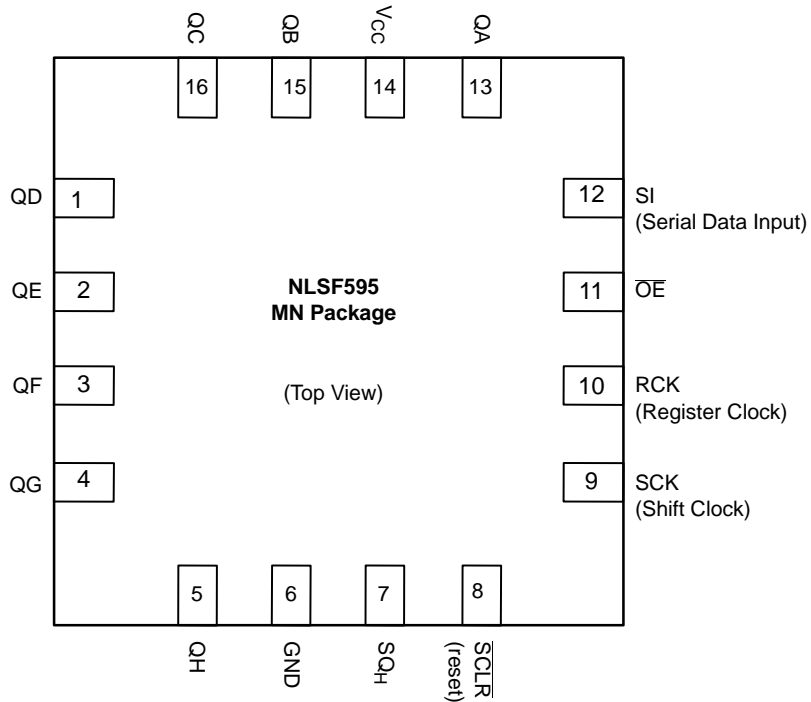 QC
QB
VCC
QA
16
15
14
13
QD
1
12
SI
(Serial Data Input)
QE
2
NLSF595
MN Package
11
OE
QF
3
(Top View)
10
RCK
(Register Clock)
QG
4
9
SCK
(Shift Clock)
5
6
7
8
QH
GND
SQH
SCLR
(reset)